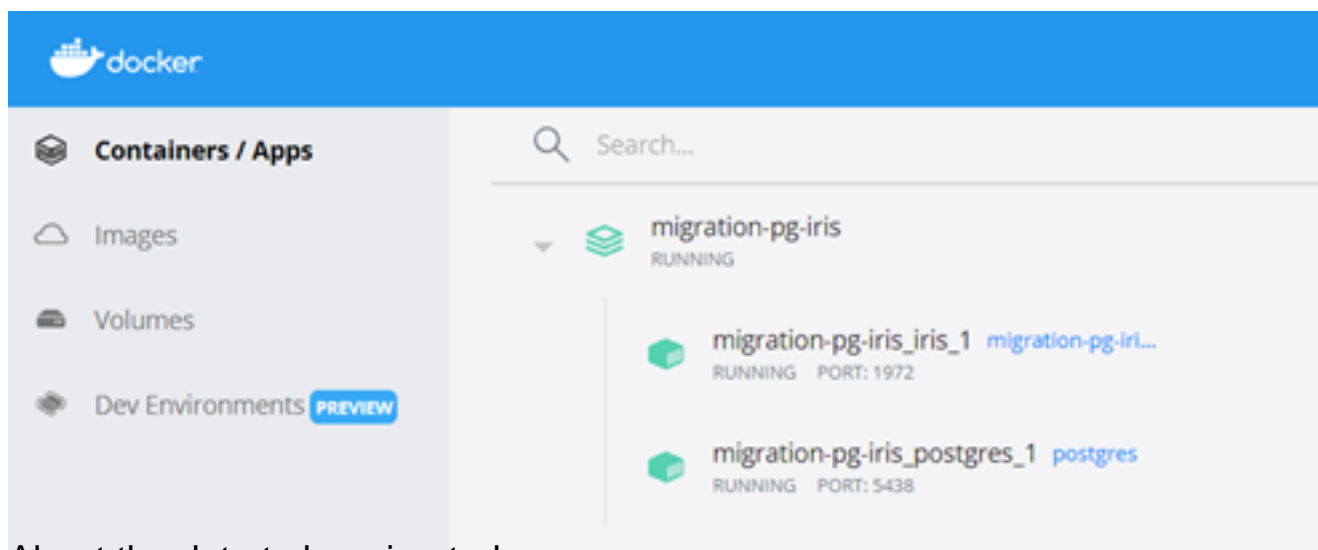 docker
Containers / Apps
Images
Volumes
Dev Environments PREVIEW
Search...
migration-pg-iris
RUNNING
migration-pg-iris_iris_1 migration-pg-iri...
RUNNING PORT: 1972
migration-pg-iris_postgres_1 postgres
RUNNING PORT: 5438